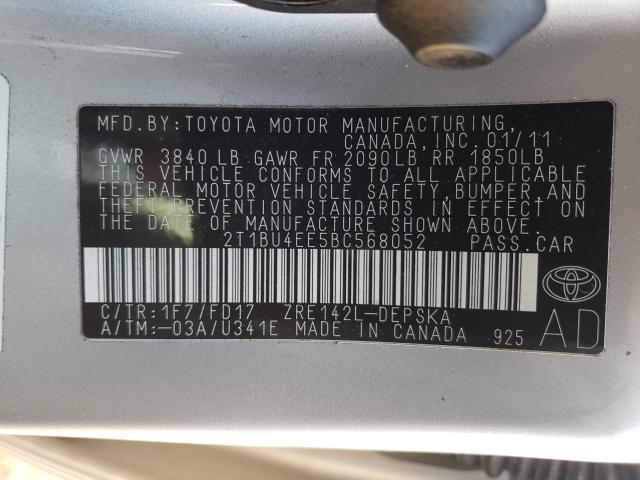 MFD.BY:TOYOTA MOTOR MANUFACTURING,
CANADA, INC. 01/11
GVWR 3840 LB GAWR FR 2090LB RR 1850LB
THIS VEHICLE CONFORMS TO ALL APPLICABLE
FEDERAL MOTOR VEHICLE SAFETY, BUMPER, AND
THEFT PREVENTION STANDARDS IN EFFECT ON
THE DATE OF MANUFACTURE SHOWN ABOVE.
2T1BU4EE5BC568052 PASS.CAR
C/TR:1F7/FD17 ZRE142L-DEPSKA
A/TM:-03A/U341E MADE IN CANADA 925
AD